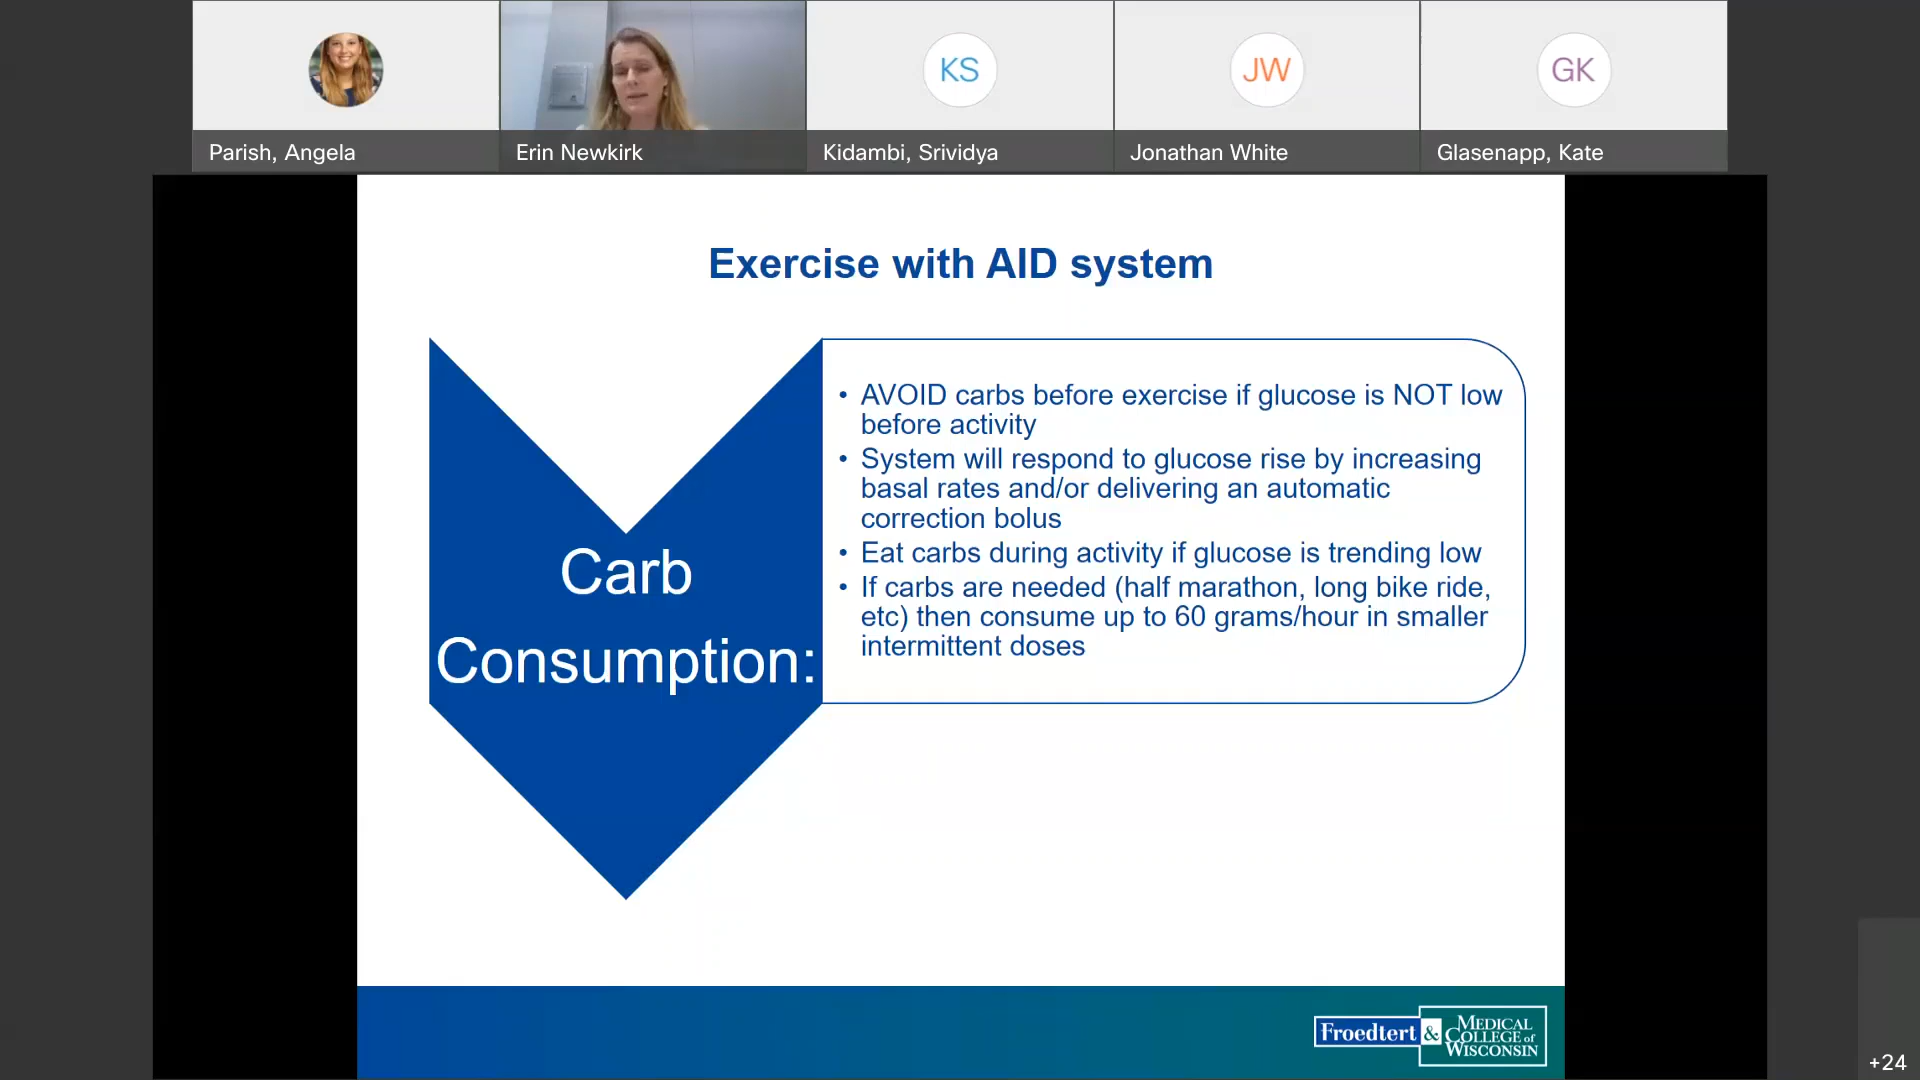 KS
JW
GK
Parish, Angela
Erin Newkirk
Kidambi, Srividya
Jonathan White
Glasenapp, Kate
Exercise with AID system
Carb
Consumption:
• AVOID carbs before exercise if glucose is NOT low
before activity
• System will respond to glucose rise by increasing
basal rates and/or delivering an automatic
correction bolus
• Eat carbs during activity if glucose is trending low
• If carbs are needed (half marathon, long bike ride,
etc) then consume up to 60 grams/hour in smaller
intermittent doses
Froedtert &
MEDICAL
COLLEGE of
WISCONSIN
+24